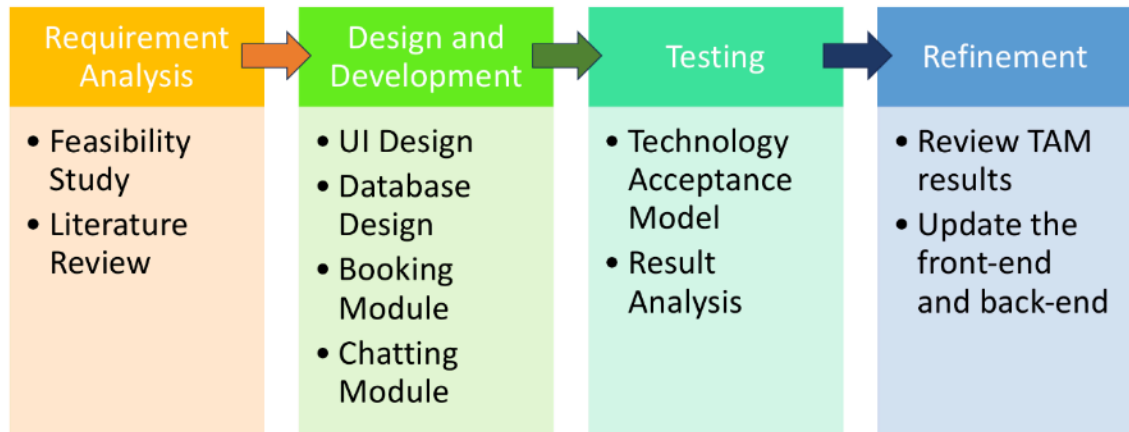 Requirement
Analysis
• Feasibility
Study
• Literature
Review
Design and
Development
• UI Design
• Database
Design
• Booking
Module
• Chatting
Module
Testing
• Technology
Acceptance
Model
• Result
Analysis
Refinement
• Review TAM
results
• Update the
front-end
and back-end